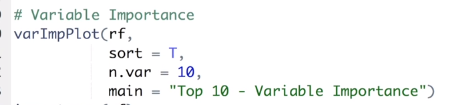 # Variable Importance
varImpPlot(rf,
sort = T,
n.var = 10,
main = "Top 10 - Variable Importance")